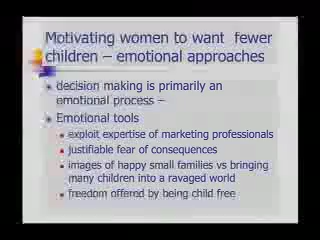 Motivating women to want fewer
children – emotional approaches
decision making is primarily an
emotional process –
Emotional tools
exploit expertise of marketing professionals
justifiable fear of consequences
images of happy small families vs bringing
many children into a ravaged world
freedom offered by being child free